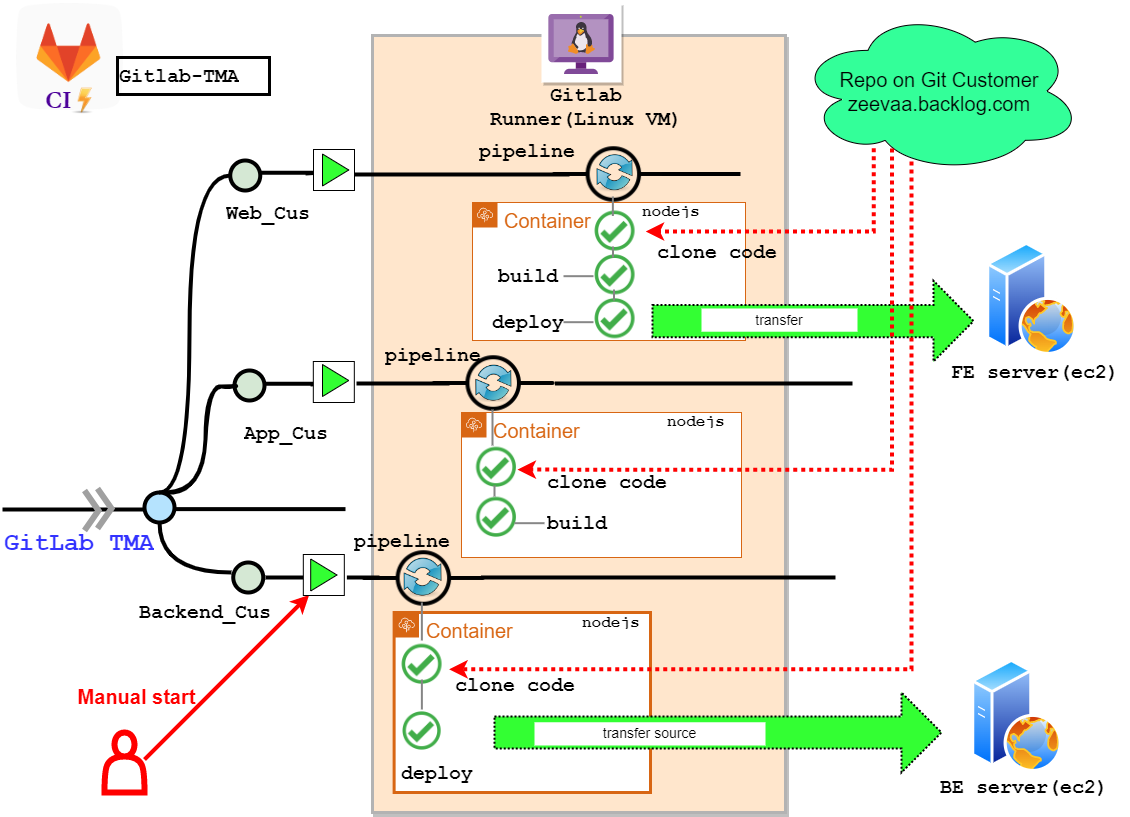 CI
Gitlab-TMA
Gitlab
Runner(Linux VM)
Repo on Git Customer
zeevaa.backlog.com
pipeline
Web_Cus
Container
nodejs
clone code
build
deploy
transfer
FE server(ec2)
pipeline
App_Cus
Container
nodejs
clone code
build
GitLab TMA
pipeline
Backend_Cus
Container
nodejs
clone code
Manual start
transfer source
deploy
BE server(ec2)